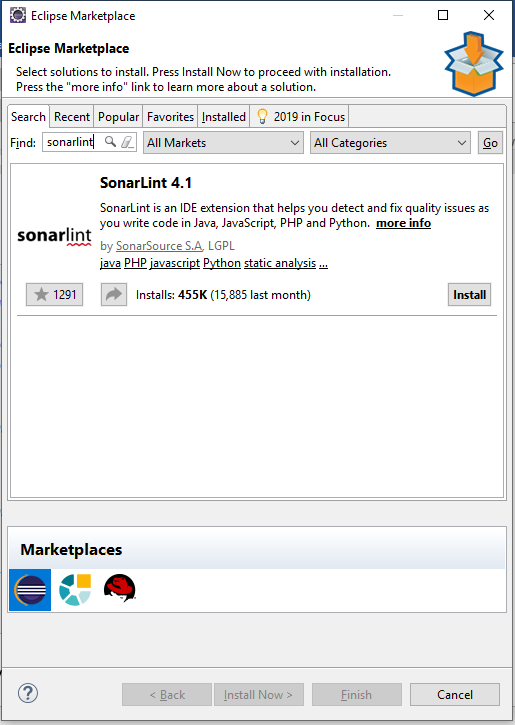 Eclipse Marketplace
Eclipse Marketplace
Select solutions to install. Press Install Now to proceed with installation.
Press the "more info" link to learn more about a solution.
Search Recent Popular Favorites Installed 2019 in Focus
Find: sonarlint All Markets All Categories Go
SonarLint 4.1
SonarLint is an IDE extension that helps you detect and fix quality issues as
you write code in Java, JavaScript, PHP and Python. more info
sonarlint
by SonarSource S.A, LGPL
java PHP javascript Python static analysis ...
1291 Installs: 455K (15,885 last month) Install
Marketplaces
? < Back Install Now > Finish Cancel